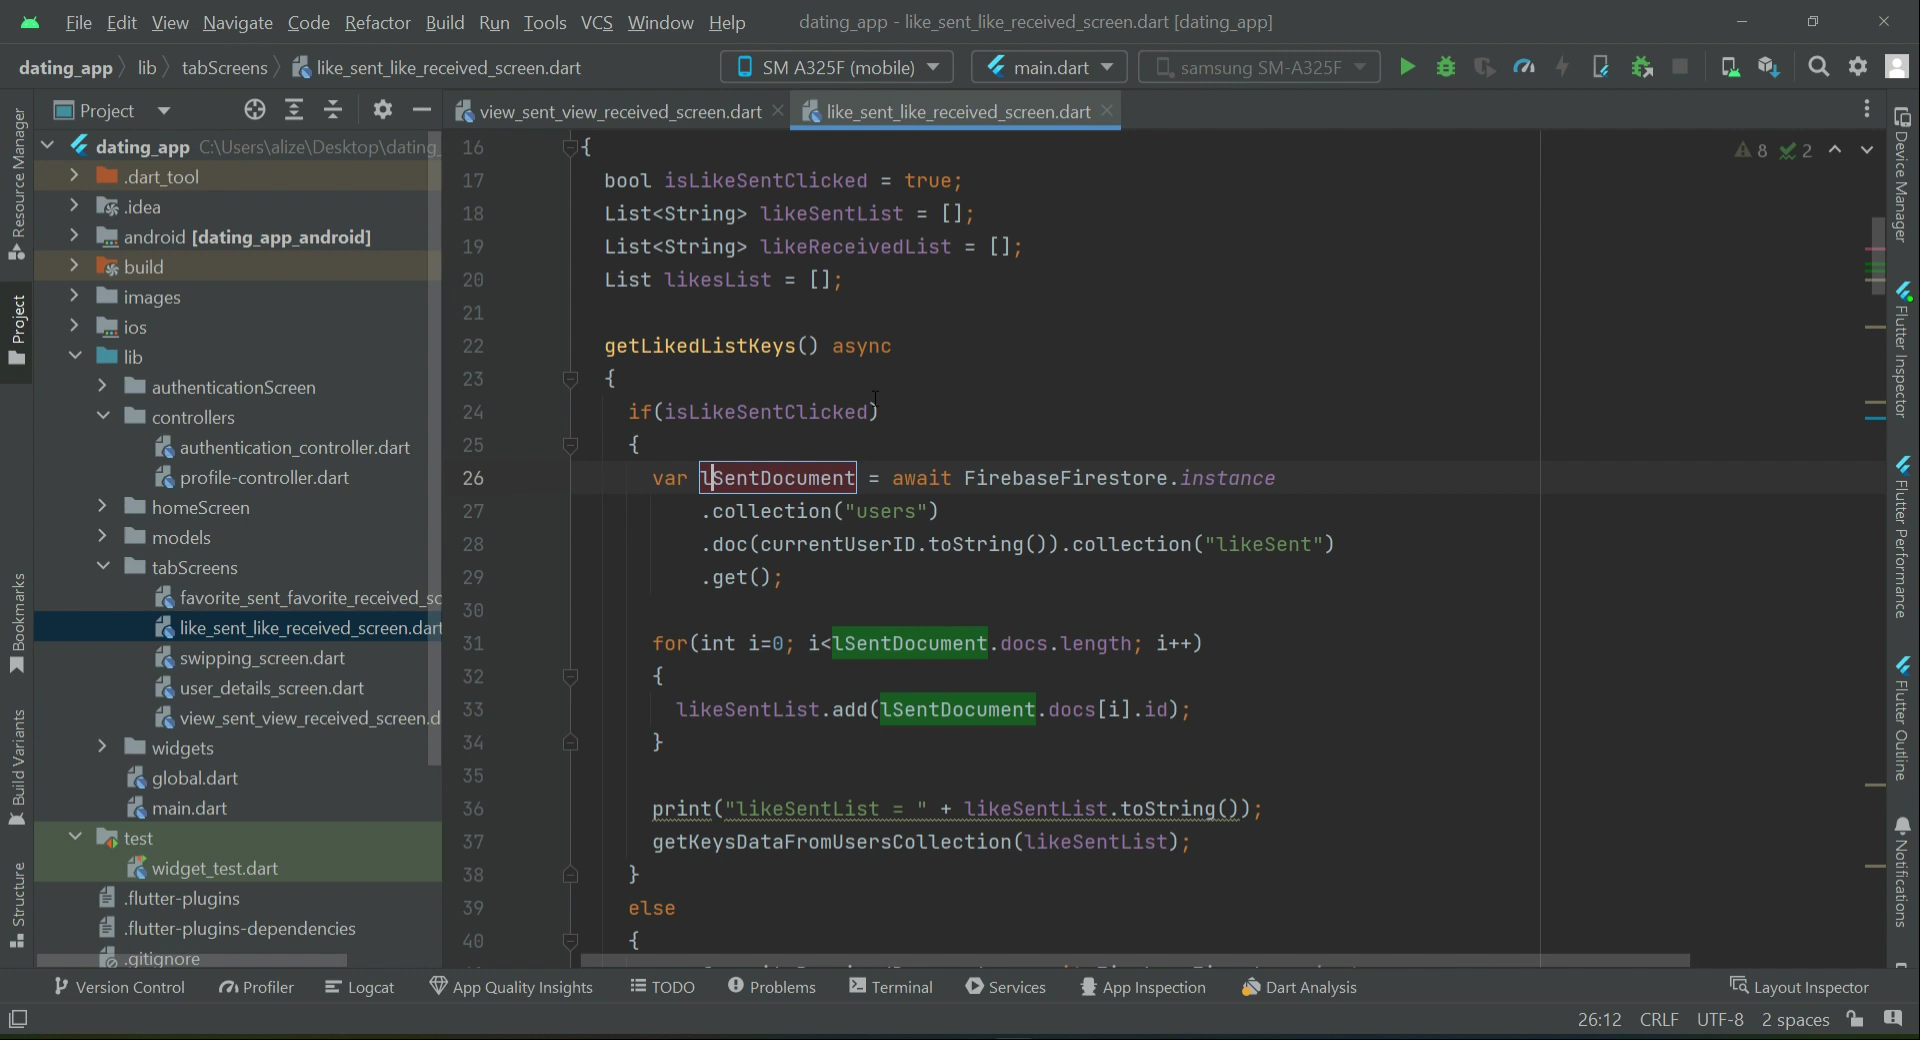 File Edit View Navigate Code Refactor Build Run Tools VCS Window Help dating_app - like_sent_like_received_screen.dart [dating_app]
dating_app lib tabScreens like_sent_like_received_screen.dart SM A325F (mobile) main.dart samsung SM-A325F
Project view_sent_view_received_screen.dart like_sent_like_received_screen.dart
Resource Manager
Project
Bookmarks
Build Variants
Structure
dating_app C:\Users\alize\Desktop\dating_
.dart_tool
.idea
android [dating_app_android]
build
images
ios
lib
authenticationScreen
controllers
authentication_controller.dart
profile-controller.dart
homeScreen
models
tabScreens
favorite_sent_favorite_received_sc
like_sent_like_received_screen.dart
swipping_screen.dart
user_details_screen.dart
view_sent_view_received_screen.d
widgets
global.dart
main.dart
test
widget_test.dart
.flutter-plugins
.flutter-plugins-dependencies
.gitignore
8 2
16 {
17 bool isLikeSentClicked = true;
18 List<String> likeSentList = [];
19 List<String> likeReceivedList = [];
20 List likesList = [];
21
22 getLikedListKeys() async
23 {
24 if(isLikeSentClicked)
25 {
26 var lSentDocument = await FirebaseFirestore.instance
27 .collection("users")
28 .doc(currentUserID.toString()).collection("likeSent")
29 .get();
30
31 for(int i=0; i<lSentDocument.docs.length; i++)
32 {
33 likeSentList.add(lSentDocument.docs[i].id);
34 }
35
36 print("likeSentList = " + likeSentList.toString());
37 getKeysDataFromUsersCollection(likeSentList);
38 }
39 else
40 {
Device Manager
Flutter Inspector
Flutter Performance
Flutter Outline
Notifications
Version Control Profiler Logcat App Quality Insights TODO Problems Terminal Services App Inspection Dart Analysis Layout Inspector
26:12 CRLF UTF-8 2 spaces